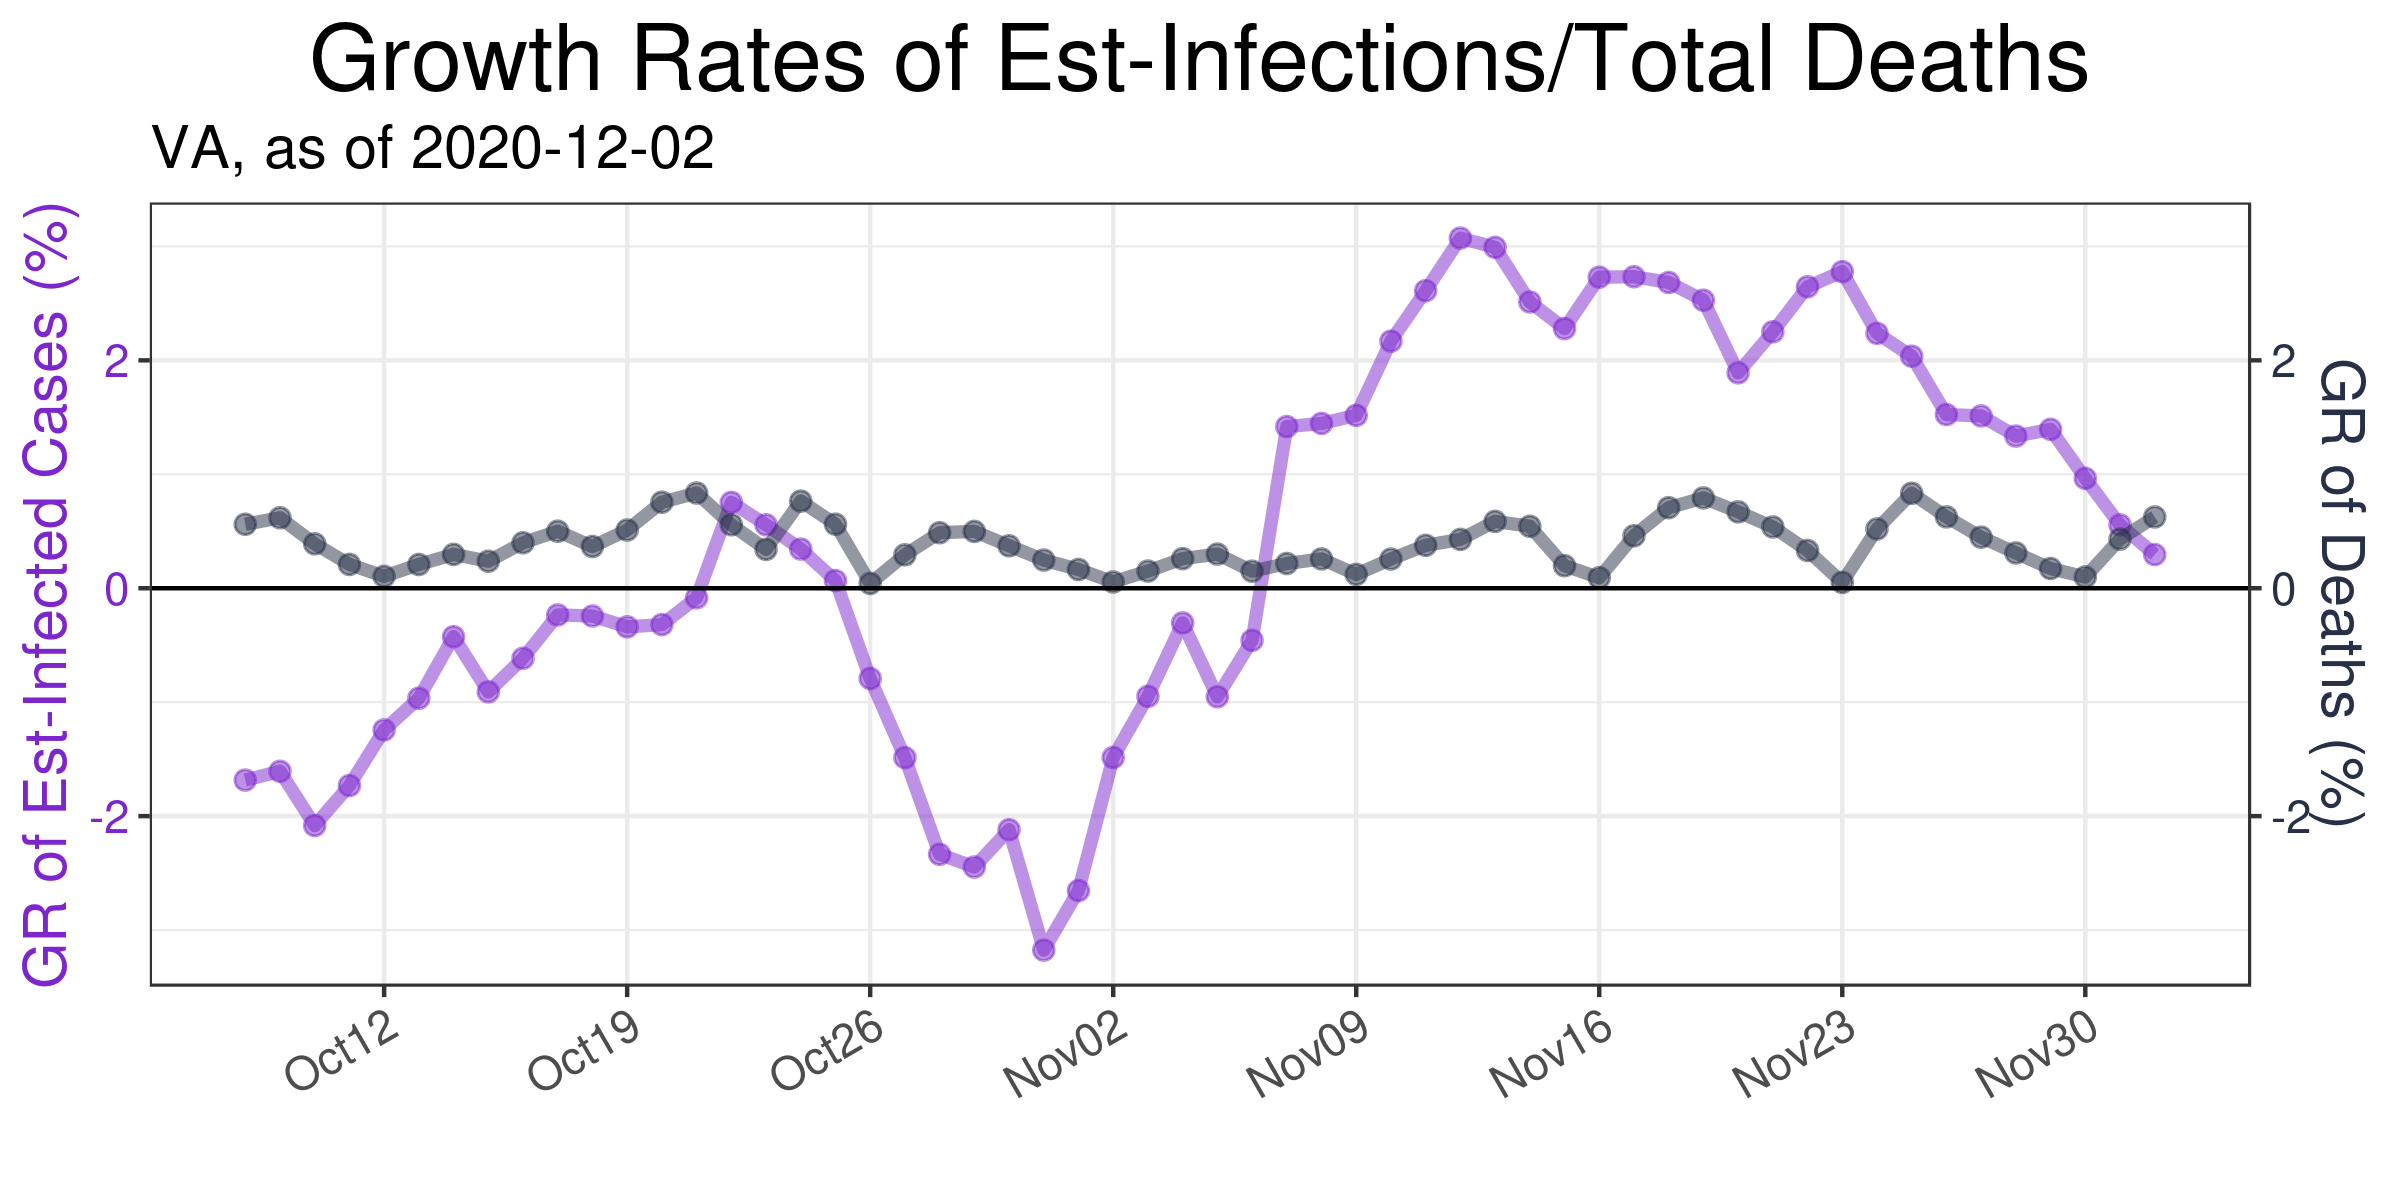 Growth Rates of Est-Infections/Total Deaths
VA, as of 2020-12-02
GR of Est-Infected Cases (%)
2
0
-2
2
0
-2
GR of Deaths (%)
Oct12
Oct19
Oct26
Nov02
Nov09
Nov16
Nov23
Nov30